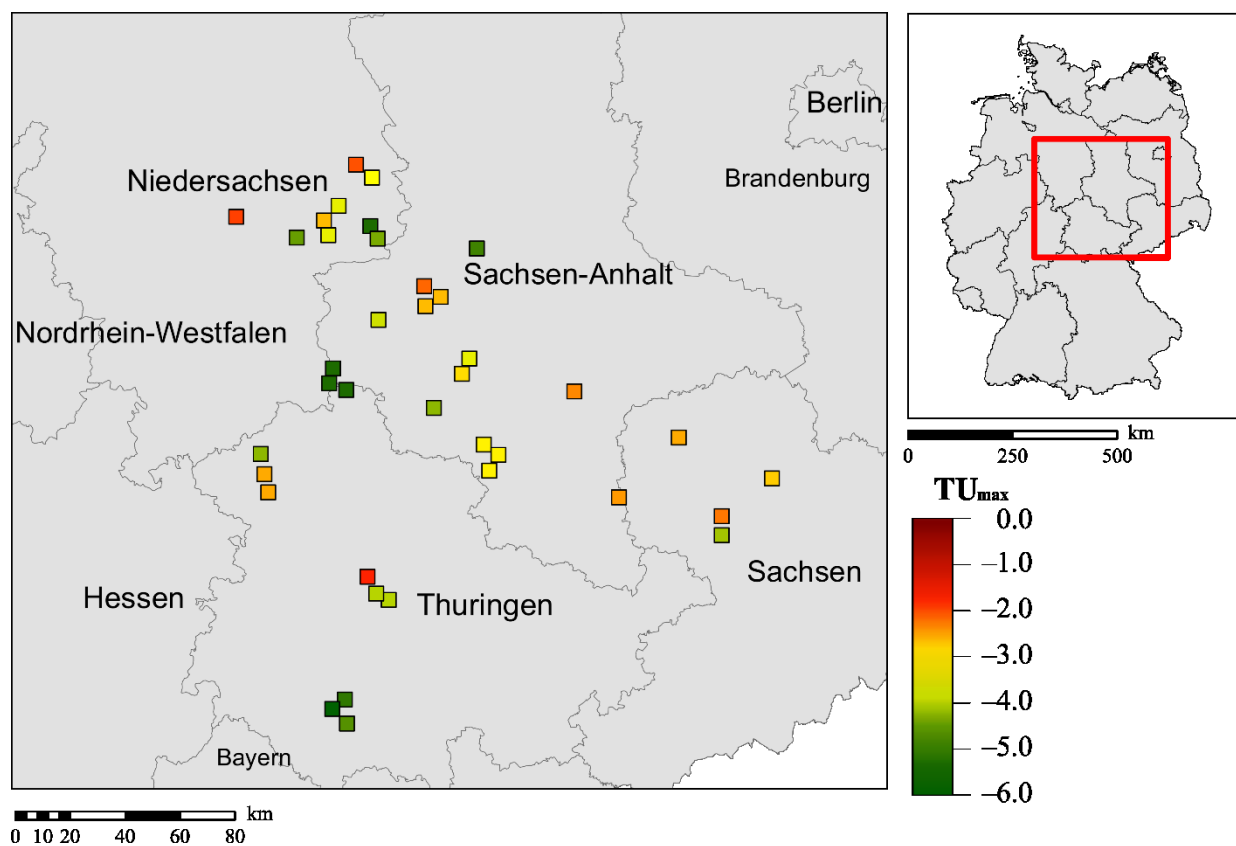 Berlin
Niedersachsen
Brandenburg
Sachsen-Anhalt
Nordrhein-Westfalen
Hessen
Thuringen
Sachsen
Bayern
km
0 10 20 40 60 80
km
0 250 500
TUmax
0.0
–1.0
–2.0
–3.0
–4.0
–5.0
–6.0